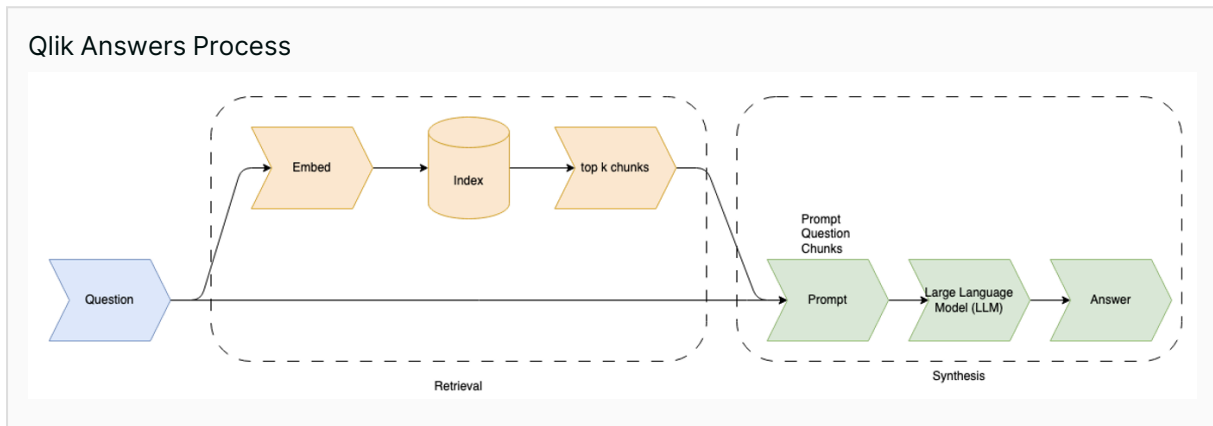 Qlik Answers Process
Embed
Index
top k chunks
Prompt
Question
Chunks
Question
Prompt
Large Language
Model (LLM)
Answer
Retrieval
Synthesis